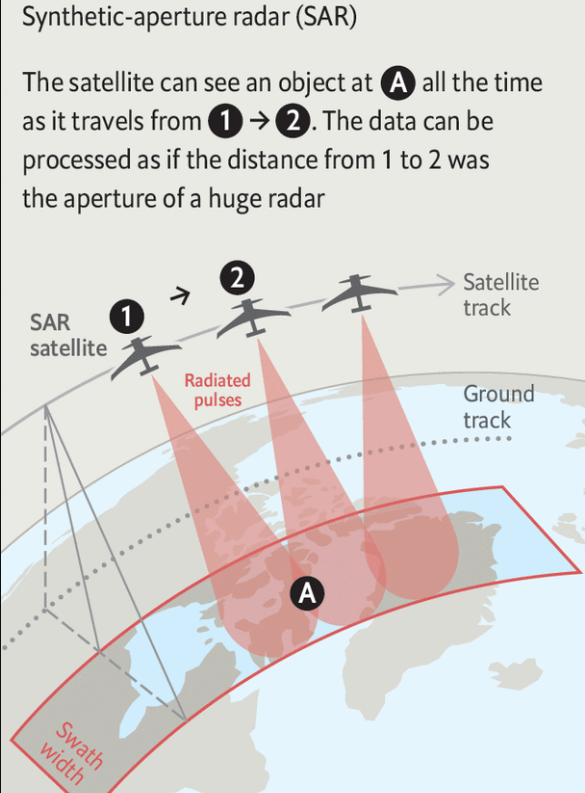 Synthetic-aperture radar (SAR)
The satellite can see an object at A all the time
as it travels from 1 → 2. The data can be
processed as if the distance from 1 to 2 was
the aperture of a huge radar
1 → 2
SAR
satellite
Satellite
track
Radiated
pulses
Ground
track
A
Swath
width